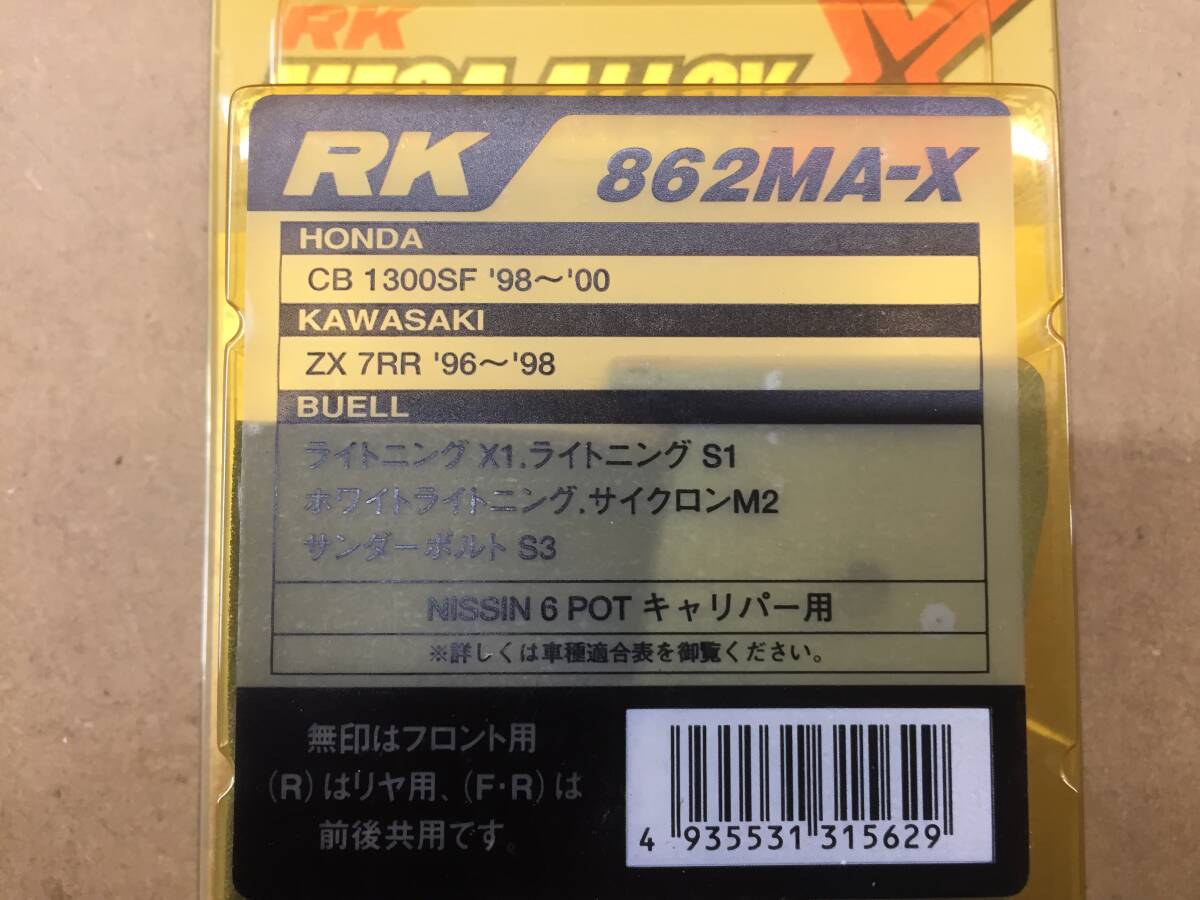 RK
MEGA ALLOY X
RK 862MA-X
HONDA
CB 1300SF '98〜'00
KAWASAKI
ZX 7RR '96〜'98
BUELL
ライトニング X1.ライトニング S1
ホワイトライトニング.サイクロンM2
サンダーボルト S3
NISSIN 6 POT キャリパー用
※詳しくは車種適合表を御覧ください。
無印はフロント用
(R)はリヤ用、(F・R)は
前後共用です。
4 935531 315629